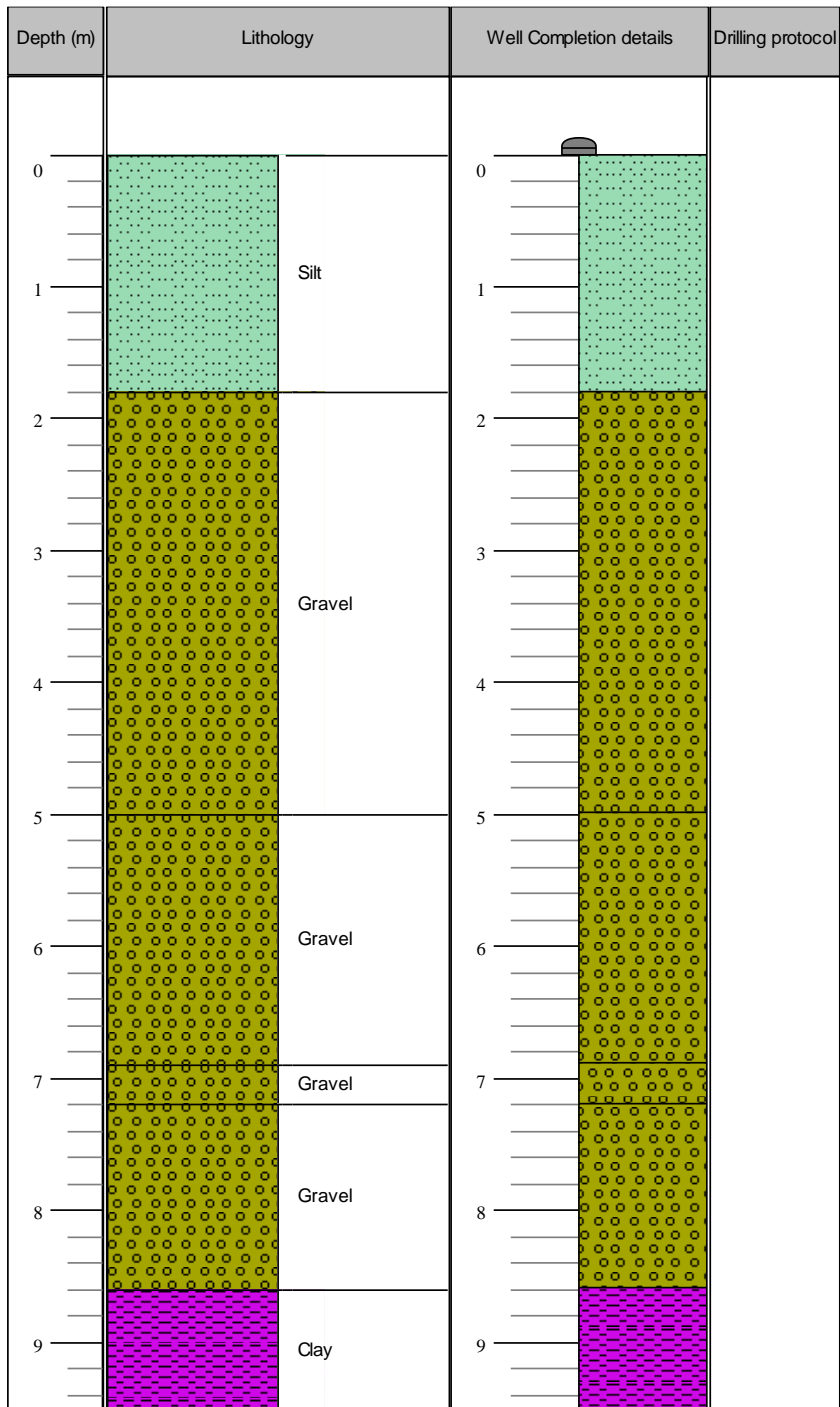 Depth (m) Lithology Well Completion details Drilling protocol
0 0
Silt
1 1
2 2
3 3
Gravel
4 4
5 5
Gravel
6 6
7 Gravel 7
Gravel
8 8
9 Clay 9